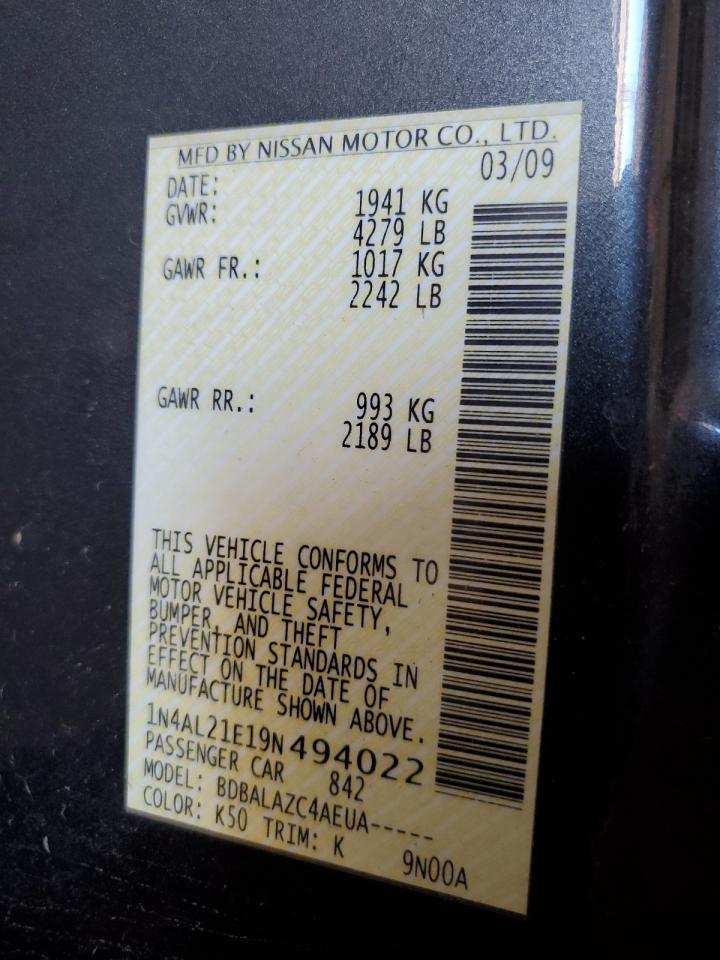 MFD BY NISSAN MOTOR CO., LTD.
DATE: 03/09
GVWR: 1941 KG
4279 LB
GAWR FR.: 1017 KG
2242 LB
GAWR RR.: 993 KG
2189 LB
THIS VEHICLE CONFORMS TO
ALL APPLICABLE FEDERAL
MOTOR VEHICLE SAFETY,
BUMPER, AND THEFT
PREVENTION STANDARDS IN
EFFECT ON THE DATE OF
MANUFACTURE SHOWN ABOVE.
1N4AL21E19N494022
PASSENGER CAR 842
MODEL: BDBALAZC4AEUA-----
COLOR: K50 TRIM: K 9N00A